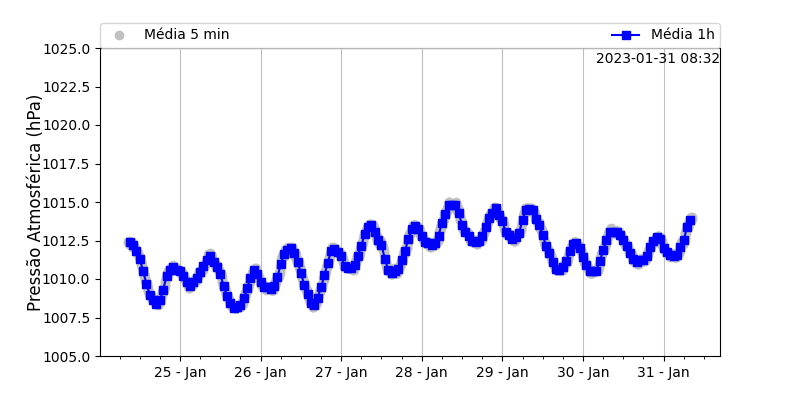 Média 5 min
Média 1h
2023-01-31 08:32
Pressão Atmosférica (hPa)
1025.0
1022.5
1020.0
1017.5
1015.0
1012.5
1010.0
1007.5
1005.0
25 - Jan
26 - Jan
27 - Jan
28 - Jan
29 - Jan
30 - Jan
31 - Jan